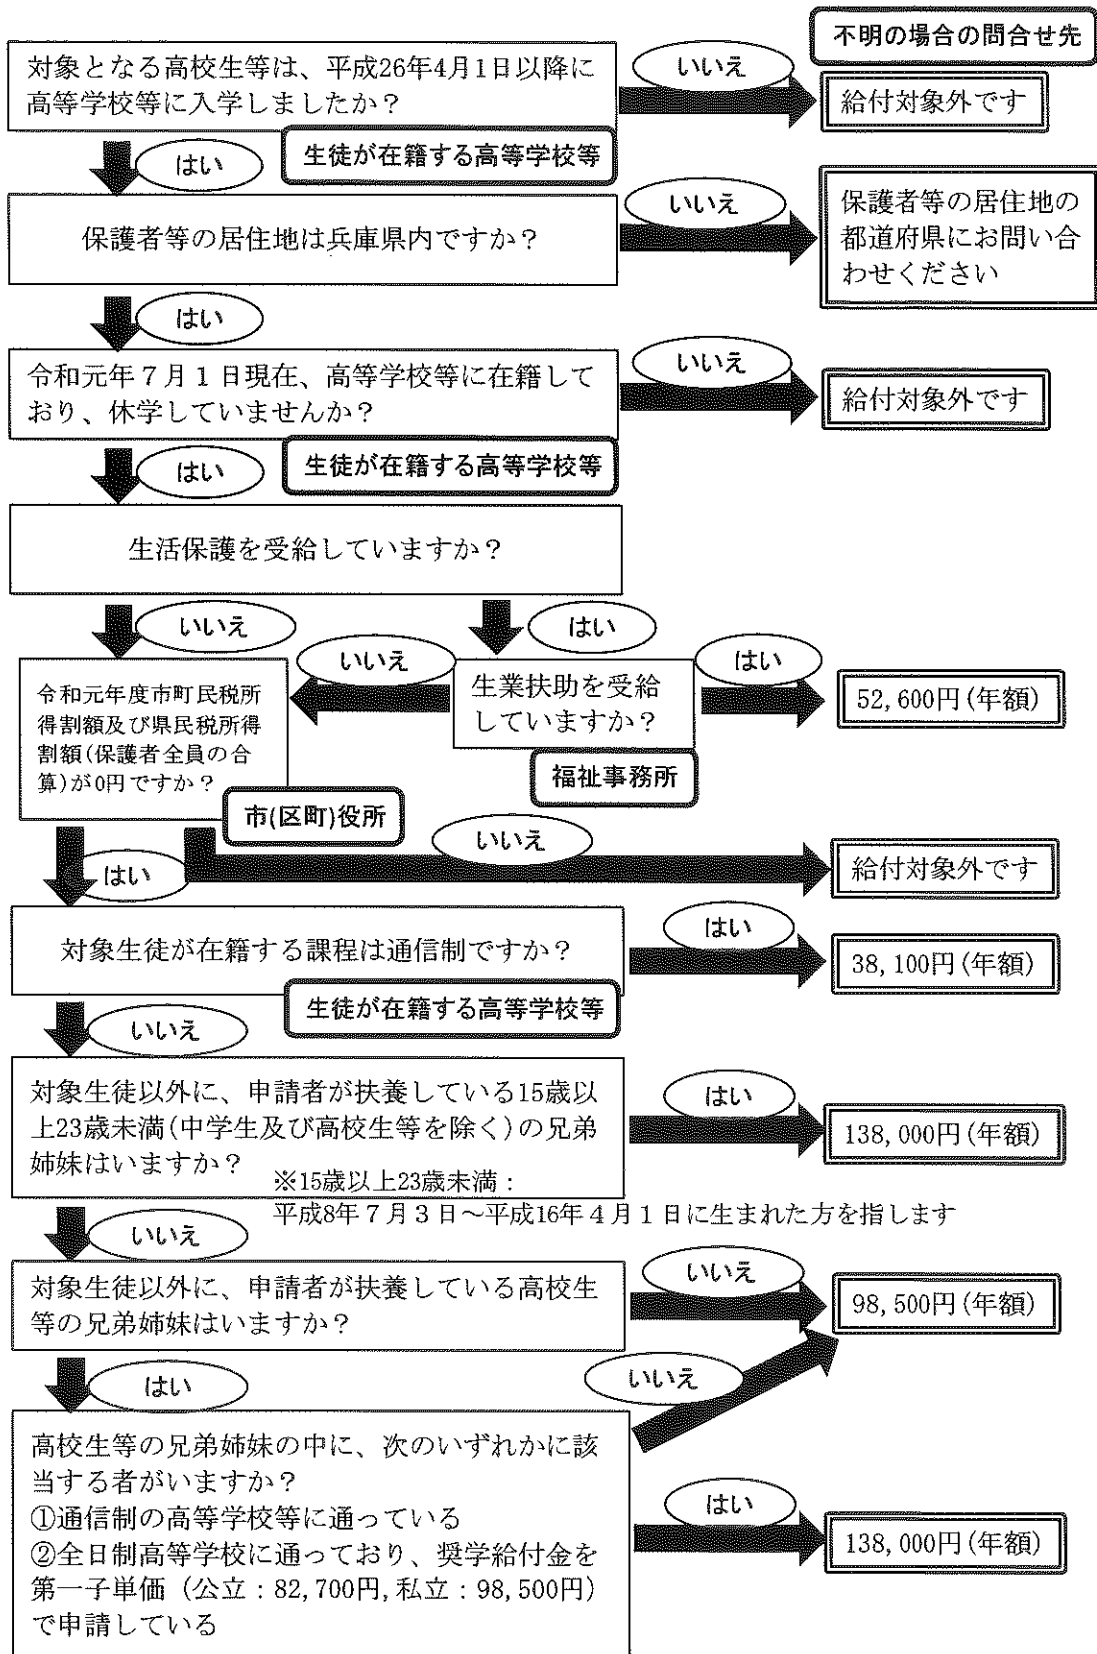 不明の場合の問合せ先
対象となる高校生等は、平成26年4月1日以降に
高等学校等に入学しましたか？
いいえ
給付対象外です
生徒が在籍する高等学校等
はい
保護者等の居住地は兵庫県内ですか？
いいえ
保護者等の居住地の
都道府県にお問い合
わせください
はい
令和元年７月１日現在、高等学校等に在籍して
おり、休学していませんか？
いいえ
給付対象外です
生徒が在籍する高等学校等
はい
生活保護を受給していますか？
いいえ
はい
令和元年度市町民税所
得割額及び県民税所得
割額(保護者全員の合
算)が0円ですか？
市(区町)役所
いいえ
生業扶助を受給
していますか？
福祉事務所
はい
52,600円(年額)
いいえ
給付対象外です
はい
対象生徒が在籍する課程は通信制ですか？
はい
38,100円(年額)
生徒が在籍する高等学校等
いいえ
対象生徒以外に、申請者が扶養している15歳以
上23歳未満(中学生及び高校生等を除く)の兄弟
姉妹はいますか？
※15歳以上23歳未満：
平成8年７月３日～平成16年４月１日に生まれた方を指します
はい
138,000円(年額)
いいえ
対象生徒以外に、申請者が扶養している高校生
等の兄弟姉妹はいますか？
いいえ
98,500円(年額)
はい
いいえ
高校生等の兄弟姉妹の中に、次のいずれかに該
当する者がいますか？
①通信制の高等学校等に通っている
②全日制高等学校に通っており、奨学給付金を
第一子単価（公立：82,700円,私立：98,500円）
で申請している
はい
138,000円(年額)